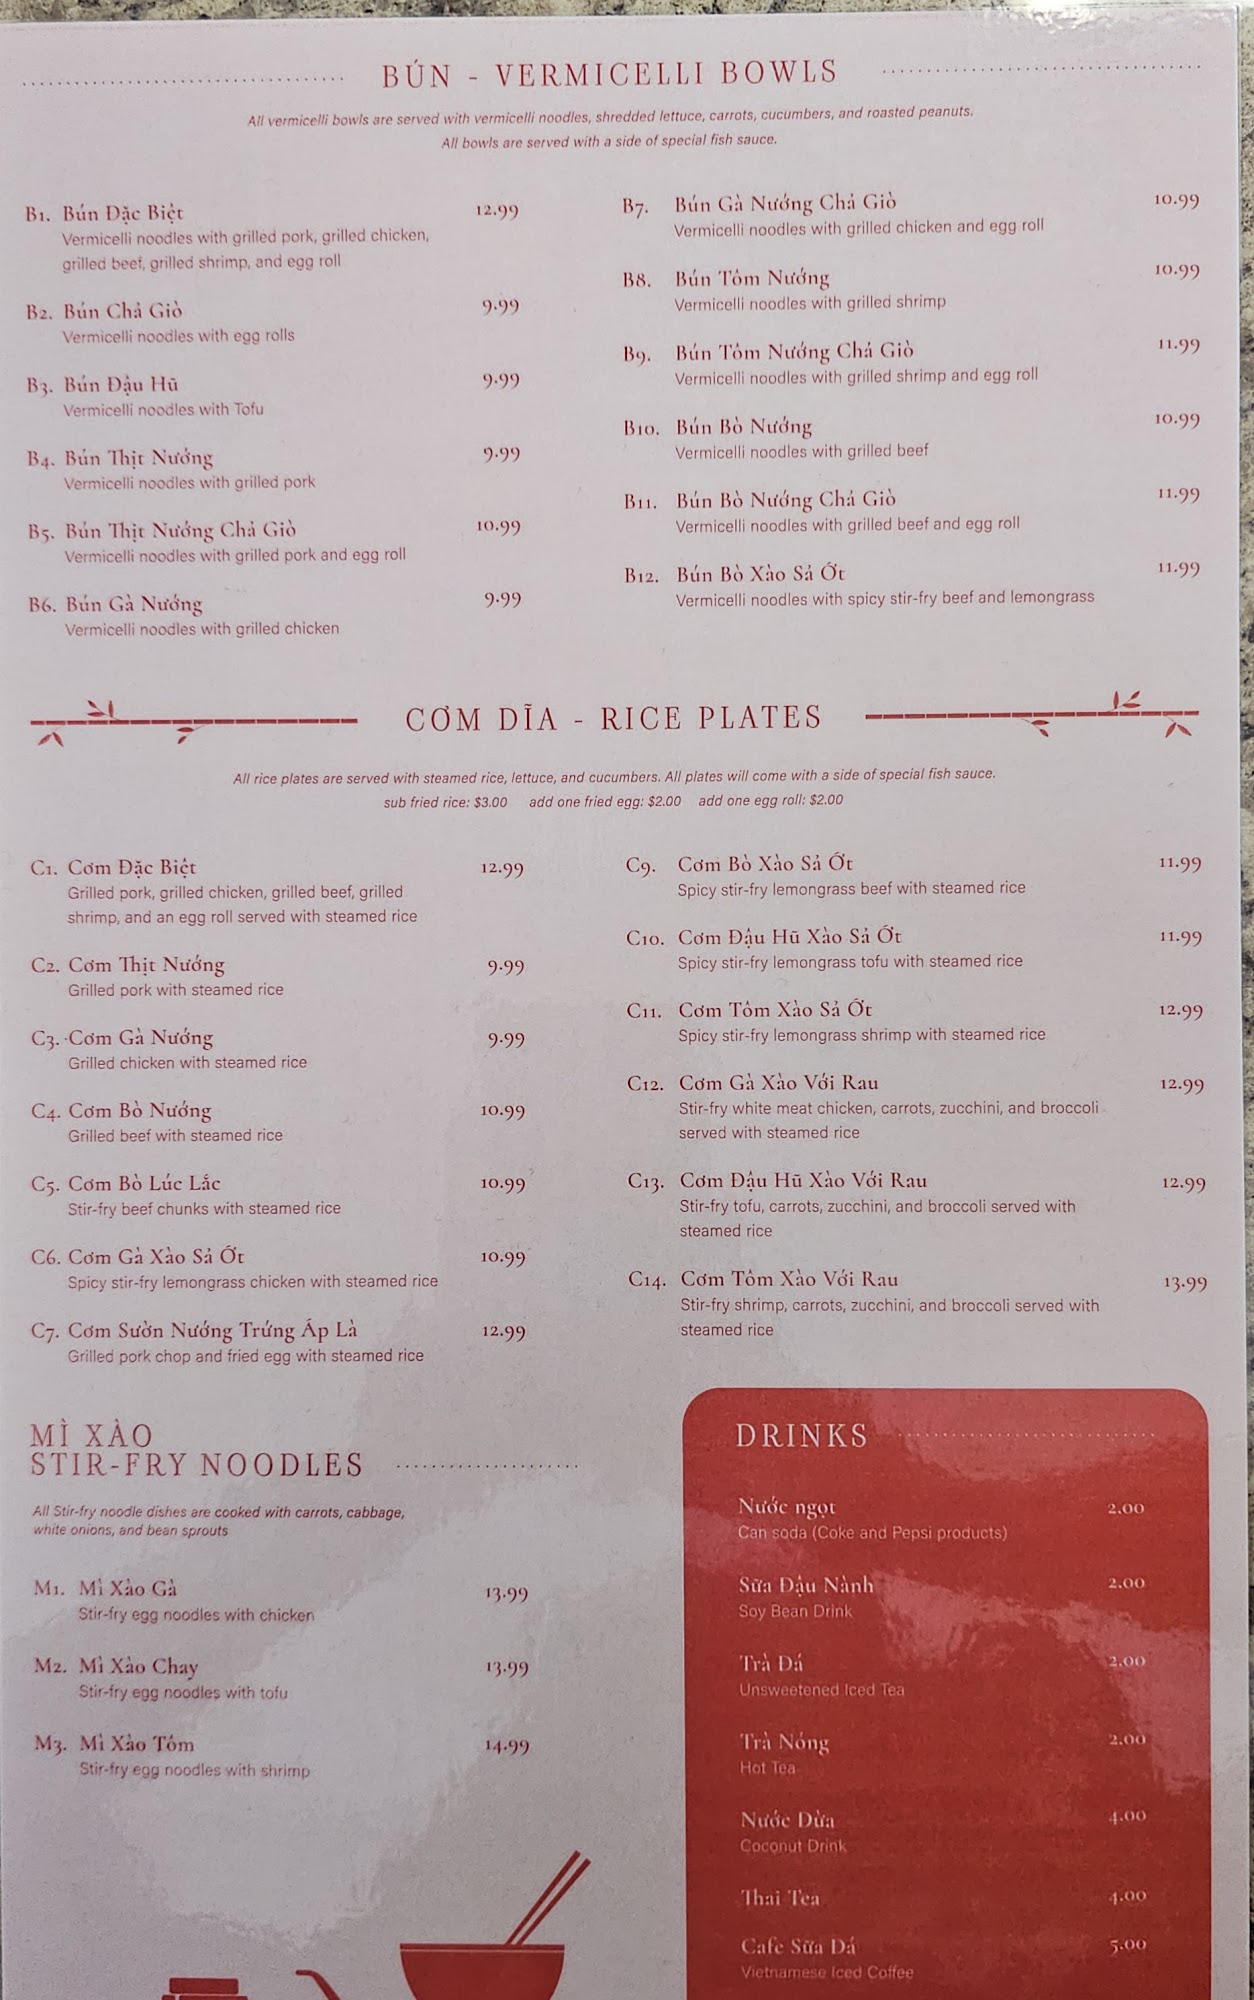 BÚN - VERMICELLI BOWLS
All vermicelli bowls are served with vermicelli noodles, shredded lettuce, carrots, cucumbers, and roasted peanuts.
All bowls are served with a side of special fish sauce.
B1. Bún Đặc Biệt 12.99
Vermicelli noodles with grilled pork, grilled chicken,
grilled beef, grilled shrimp, and egg roll
B2. Bún Chả Giò 9.99
Vermicelli noodles with egg rolls
B3. Bún Đậu Hũ 9.99
Vermicelli noodles with Tofu
B4. Bún Thịt Nướng 9.99
Vermicelli noodles with grilled pork
B5. Bún Thịt Nướng Chả Giò 10.99
Vermicelli noodles with grilled pork and egg roll
B6. Bún Gà Nướng 9.99
Vermicelli noodles with grilled chicken
B7. Bún Gà Nướng Chả Giò 10.99
Vermicelli noodles with grilled chicken and egg roll
B8. Bún Tôm Nướng 10.99
Vermicelli noodles with grilled shrimp
B9. Bún Tôm Nướng Chả Giò 11.99
Vermicelli noodles with grilled shrimp and egg roll
B10. Bún Bò Nướng 10.99
Vermicelli noodles with grilled beef
B11. Bún Bò Nướng Chả Giò 11.99
Vermicelli noodles with grilled beef and egg roll
B12. Bún Bò Xào Sả Ớt 11.99
Vermicelli noodles with spicy stir-fry beef and lemongrass
CƠM DĨA - RICE PLATES
All rice plates are served with steamed rice, lettuce, and cucumbers. All plates will come with a side of special fish sauce.
sub fried rice: $3.00 add one fried egg: $2.00 add one egg roll: $2.00
C1. Cơm Đặc Biệt 12.99
Grilled pork, grilled chicken, grilled beef, grilled
shrimp, and an egg roll served with steamed rice
C2. Cơm Thịt Nướng 9.99
Grilled pork with steamed rice
C3. Cơm Gà Nướng 9.99
Grilled chicken with steamed rice
C4. Cơm Bò Nướng 10.99
Grilled beef with steamed rice
C5. Cơm Bò Lúc Lắc 10.99
Stir-fry beef chunks with steamed rice
C6. Cơm Gà Xào Sả Ớt 10.99
Spicy stir-fry lemongrass chicken with steamed rice
C7. Cơm Sườn Nướng Trứng Áp Là 12.99
Grilled pork chop and fried egg with steamed rice
C9. Cơm Bò Xào Sả Ớt 11.99
Spicy stir-fry lemongrass beef with steamed rice
C10. Cơm Đậu Hũ Xào Sả Ớt 11.99
Spicy stir-fry lemongrass tofu with steamed rice
C11. Cơm Tôm Xào Sả Ớt 12.99
Spicy stir-fry lemongrass shrimp with steamed rice
C12. Cơm Gà Xào Với Rau 12.99
Stir-fry white meat chicken, carrots, zucchini, and broccoli
served with steamed rice
C13. Cơm Đậu Hũ Xào Với Rau 12.99
Stir-fry tofu, carrots, zucchini, and broccoli served with
steamed rice
C14. Cơm Tôm Xào Với Rau 13.99
Stir-fry shrimp, carrots, zucchini, and broccoli served with
steamed rice
MÌ XÀO
STIR-FRY NOODLES
All Stir-fry noodle dishes are cooked with carrots, cabbage,
white onions, and bean sprouts
M1. Mì Xào Gà 13.99
Stir-fry egg noodles with chicken
M2. Mì Xào Chay 13.99
Stir-fry egg noodles with tofu
M3. Mì Xào Tôm 14.99
Stir-fry egg noodles with shrimp
DRINKS
Nước ngọt 2.00
Can soda (Coke and Pepsi products)
Sữa Đậu Nành 2.00
Soy Bean Drink
Trà Đá 2.00
Unsweetened Iced Tea
Trà Nóng 2.00
Hot Tea
Nước Dừa 4.00
Coconut Drink
Thai Tea 4.00
Cafe Sữa Đá 5.00
Vietnamese Iced Coffee